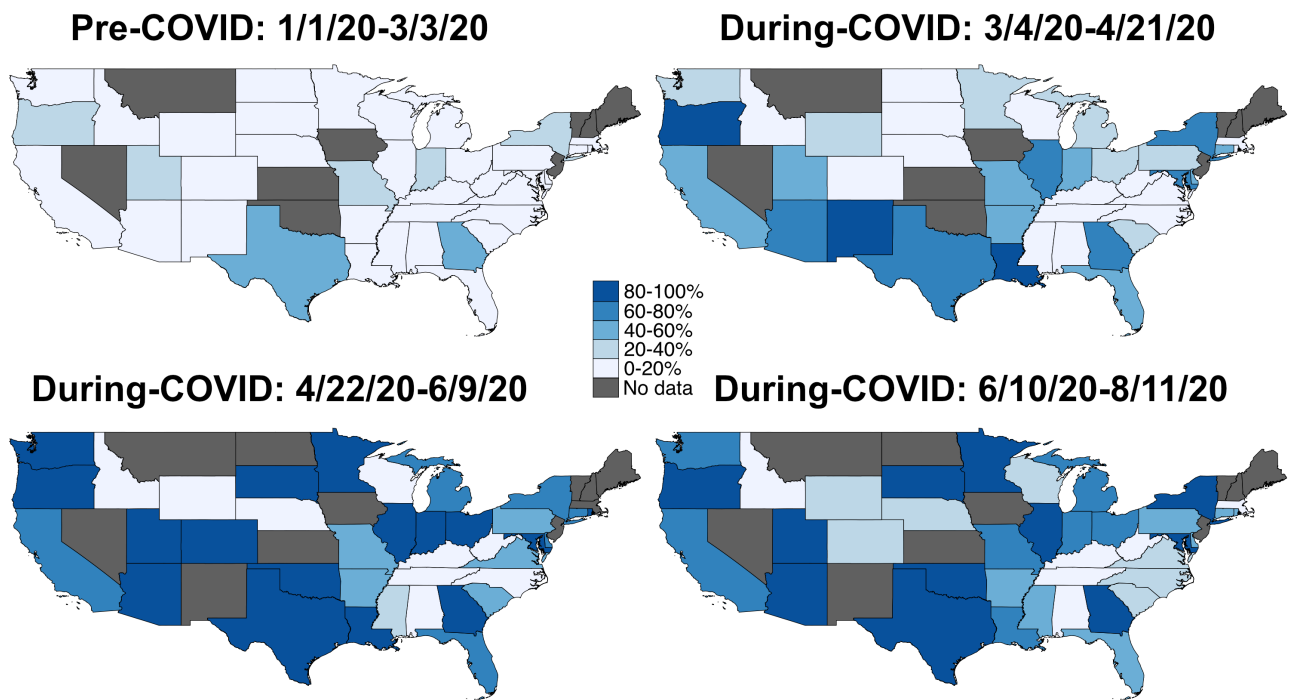 Pre-COVID: 1/1/20-3/3/20
During-COVID: 3/4/20-4/21/20
80-100%
60-80%
40-60%
20-40%
0-20%
No data
During-COVID: 4/22/20-6/9/20
During-COVID: 6/10/20-8/11/20